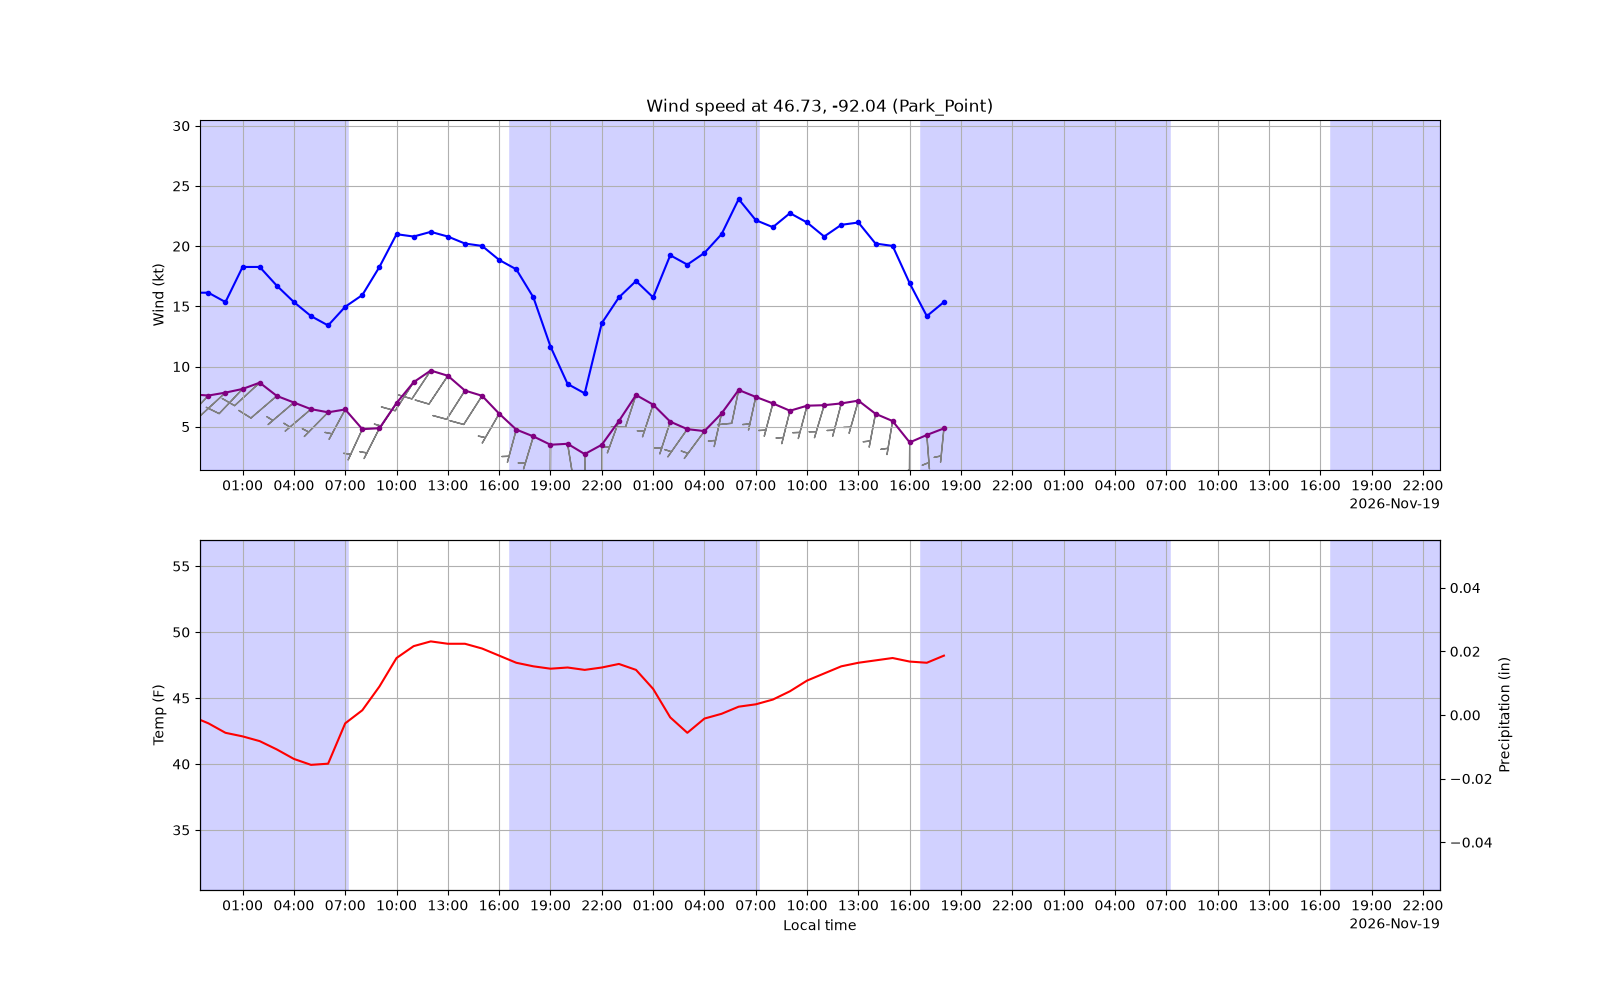 Wind speed at 46.73, -92.04 (Park_Point)
30
25
20
15
10
5
Wind (kt)
01:00 04:00 07:00 10:00 13:00 16:00 19:00 22:00 01:00 04:00 07:00 10:00 13:00 16:00 19:00 22:00 01:00 04:00 07:00 10:00 13:00 16:00 19:00 22:00
2026-Nov-19
55
50
45
40
35
Temp (F)
0.04
0.02
0.00
−0.02
−0.04
Precipitation (in)
01:00 04:00 07:00 10:00 13:00 16:00 19:00 22:00 01:00 04:00 07:00 10:00 13:00 16:00 19:00 22:00 01:00 04:00 07:00 10:00 13:00 16:00 19:00 22:00
Local time
2026-Nov-19